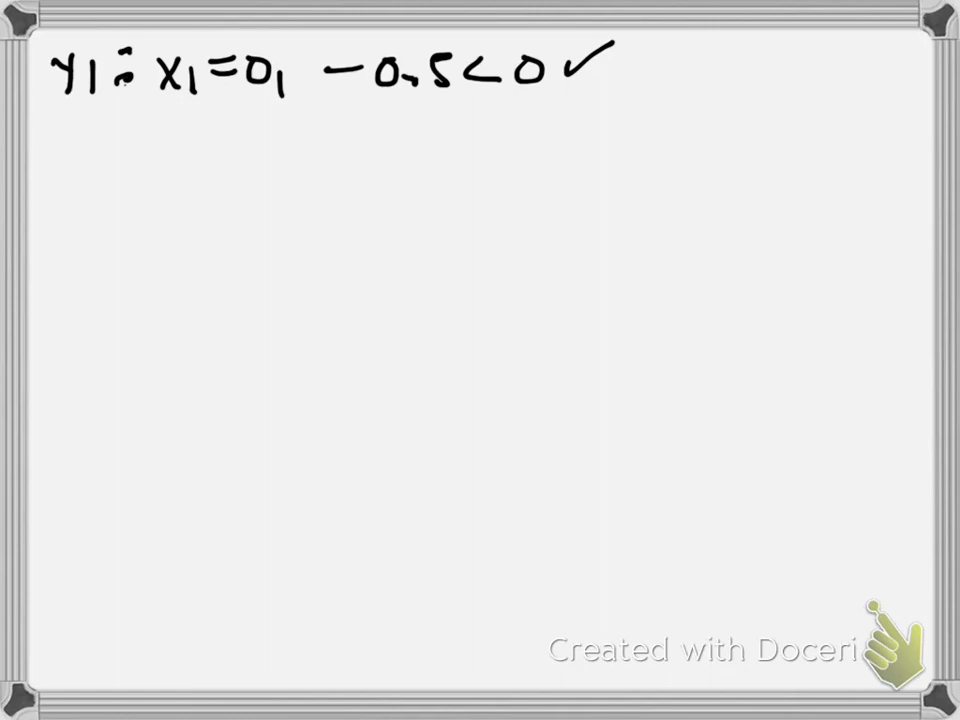 y₁: x₁=0, -0.5<0 ✓
Created with Doceri